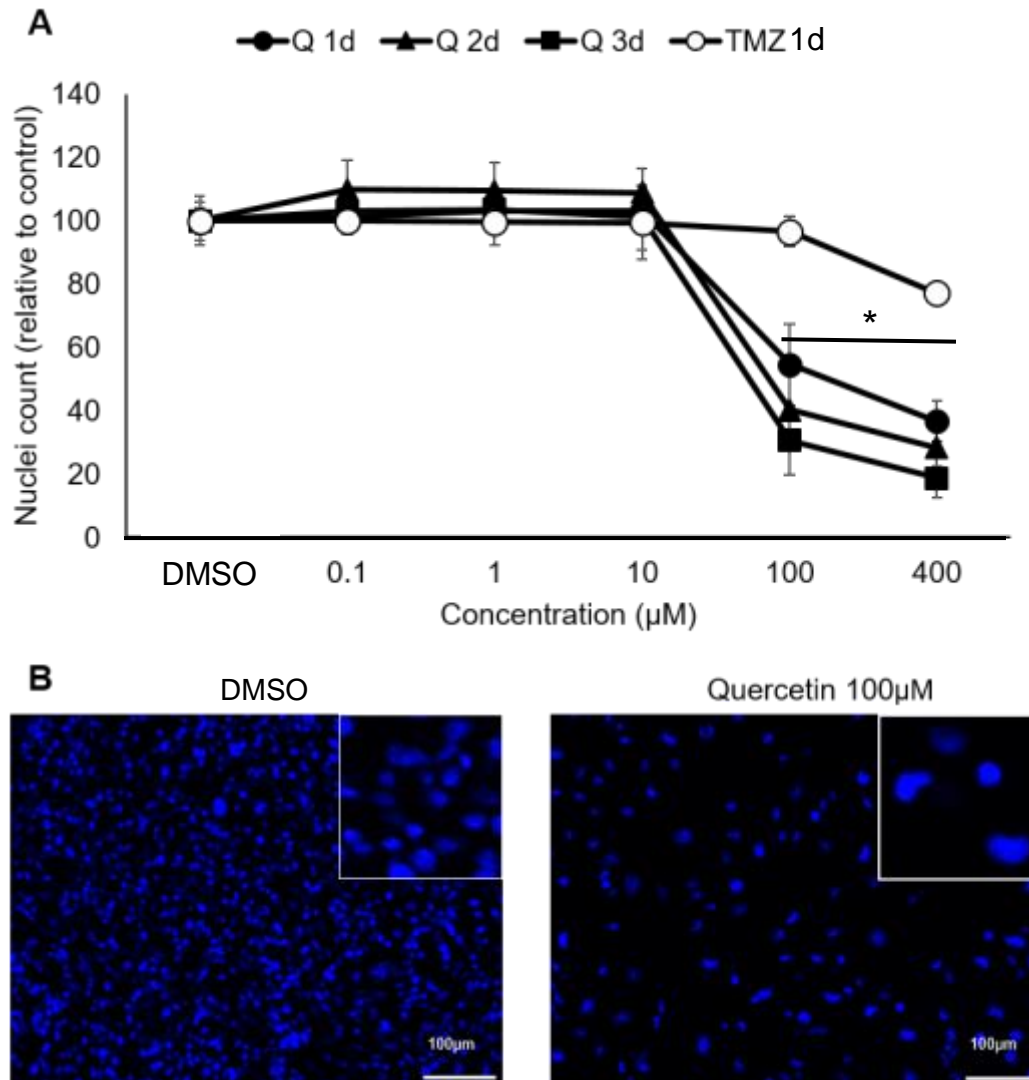 A
Q 1d Q 2d Q 3d TMZ 1d
140
120
100
80
60
40
20
0
Nuclei count (relative to control)
*
DMSO 0.1 1 10 100 400
Concentration (µM)
B
DMSO Quercetin 100µM
100µm 100µm